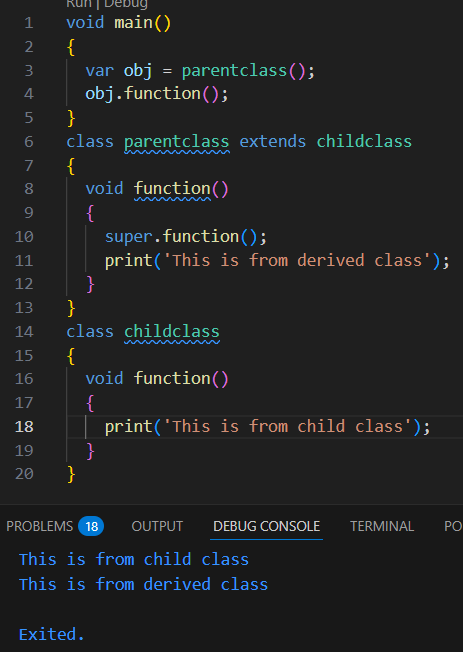 Run | Debug
1 void main()
2 {
3 var obj = parentclass();
4 obj.function();
5 }
6 class parentclass extends childclass
7 {
8 void function()
9 {
10 super.function();
11 print('This is from derived class');
12 }
13 }
14 class childclass
15 {
16 void function()
17 {
18 print('This is from child class');
19 }
20 }
PROBLEMS 18 OUTPUT DEBUG CONSOLE TERMINAL PO
This is from child class
This is from derived class
Exited.